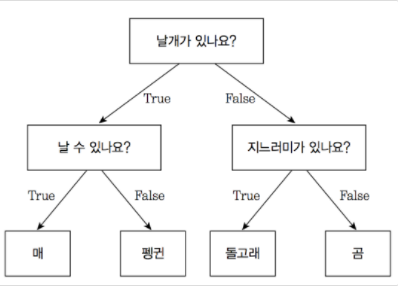 날개가 있나요?
True
False
날 수 있나요?
지느러미가 있나요?
True
False
True
False
매
펭귄
돌고래
곰